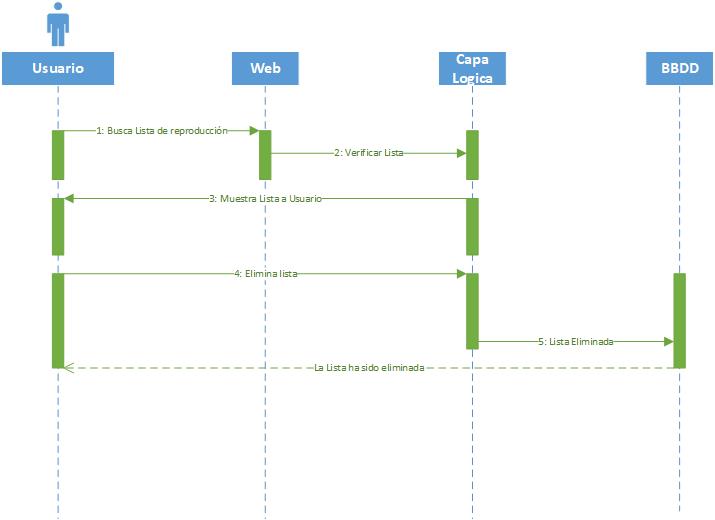 Usuario
Web
Capa
Logica
BBDD
1: Busca Lista de reproducción
2: Verificar Lista
3: Muestra Lista a Usuario
4: Elimina lista
5: Lista Eliminada
La Lista ha sido eliminada